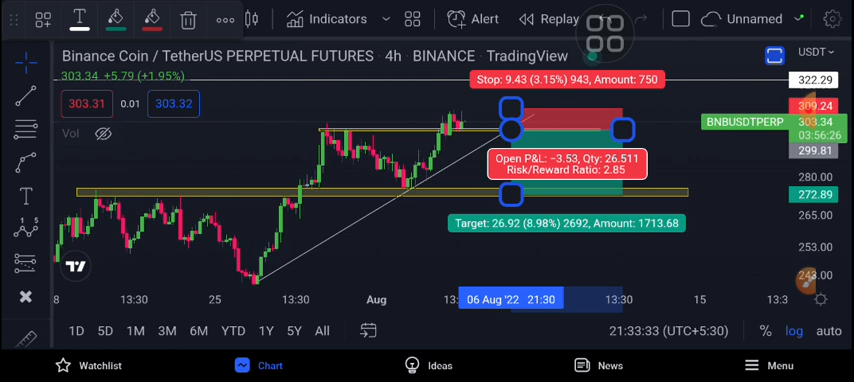 Indicators
Alert
Replay
Unnamed
Binance Coin / TetherUS PERPETUAL FUTURES · 4h · BINANCE · TradingView
USDT
303.34 +5.79 (+1.95%)
303.31 0.01 303.32
Vol
Stop: 9.43 (3.15%) 943, Amount: 750
Open P&L: −3.53, Qty: 26.511
Risk/Reward Ratio: 2.85
Target: 26.92 (8.98%) 2692, Amount: 1713.68
322.29
309.24
BNBUSDTPERP 303.34
03:56:26
299.81
280.00
272.89
265.00
253.00
243.00
8 13:30 25 13:30 Aug 13: 06 Aug '22 21:30 13:30 15 13:3
1D 5D 1M 3M 6M YTD 1Y 5Y All
21:33:33 (UTC+5:30) % log auto
Watchlist Chart Ideas News Menu